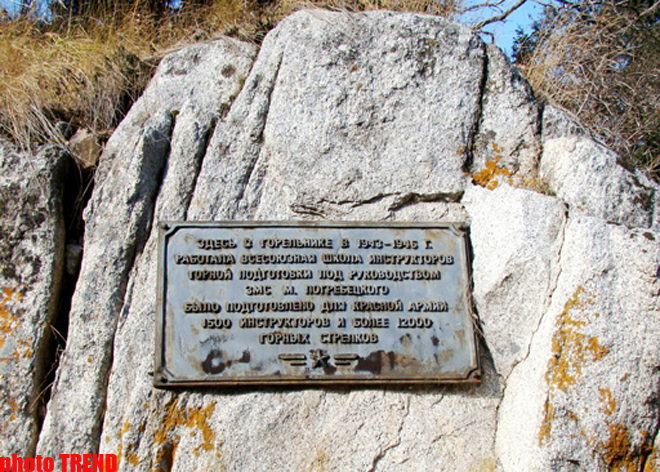 ЗДЕСЬ В ГОРЕЛЬНИКЕ В 1943-1946 Г.
РАБОТАЛА ВСЕСОЮЗНАЯ ШКОЛА ИНСТРУКТОРОВ
ГОРНОЙ ПОДГОТОВКИ ПОД РУКОВОДСТВОМ
ЗМС М. ПОГРЕБЕЦКОГО
БЫЛО ПОДГОТОВЛЕНО ДЛЯ КРАСНОЙ АРМИИ
1500 ИНСТРУКТОРОВ И БОЛЕЕ 12000
ГОРНЫХ СТРЕЛКОВ
photo TREND